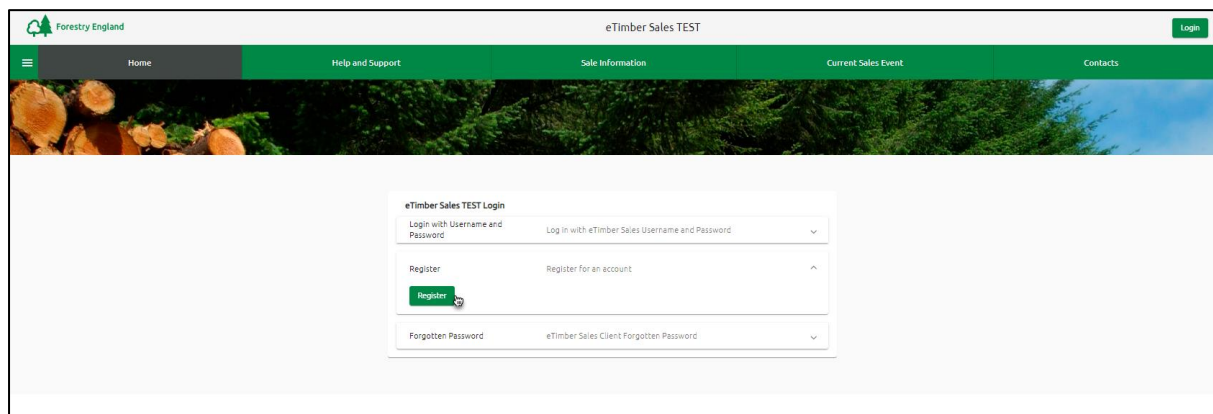 Forestry England
eTimber Sales TEST
Login
Home
Help and Support
Sale Information
Current Sales Event
Contacts
eTimber Sales TEST Login
Login with Username and
Password
Log in with eTimber Sales Username and Password
Register
Register for an account
Register
Forgotten Password
eTimber Sales Client Forgotten Password